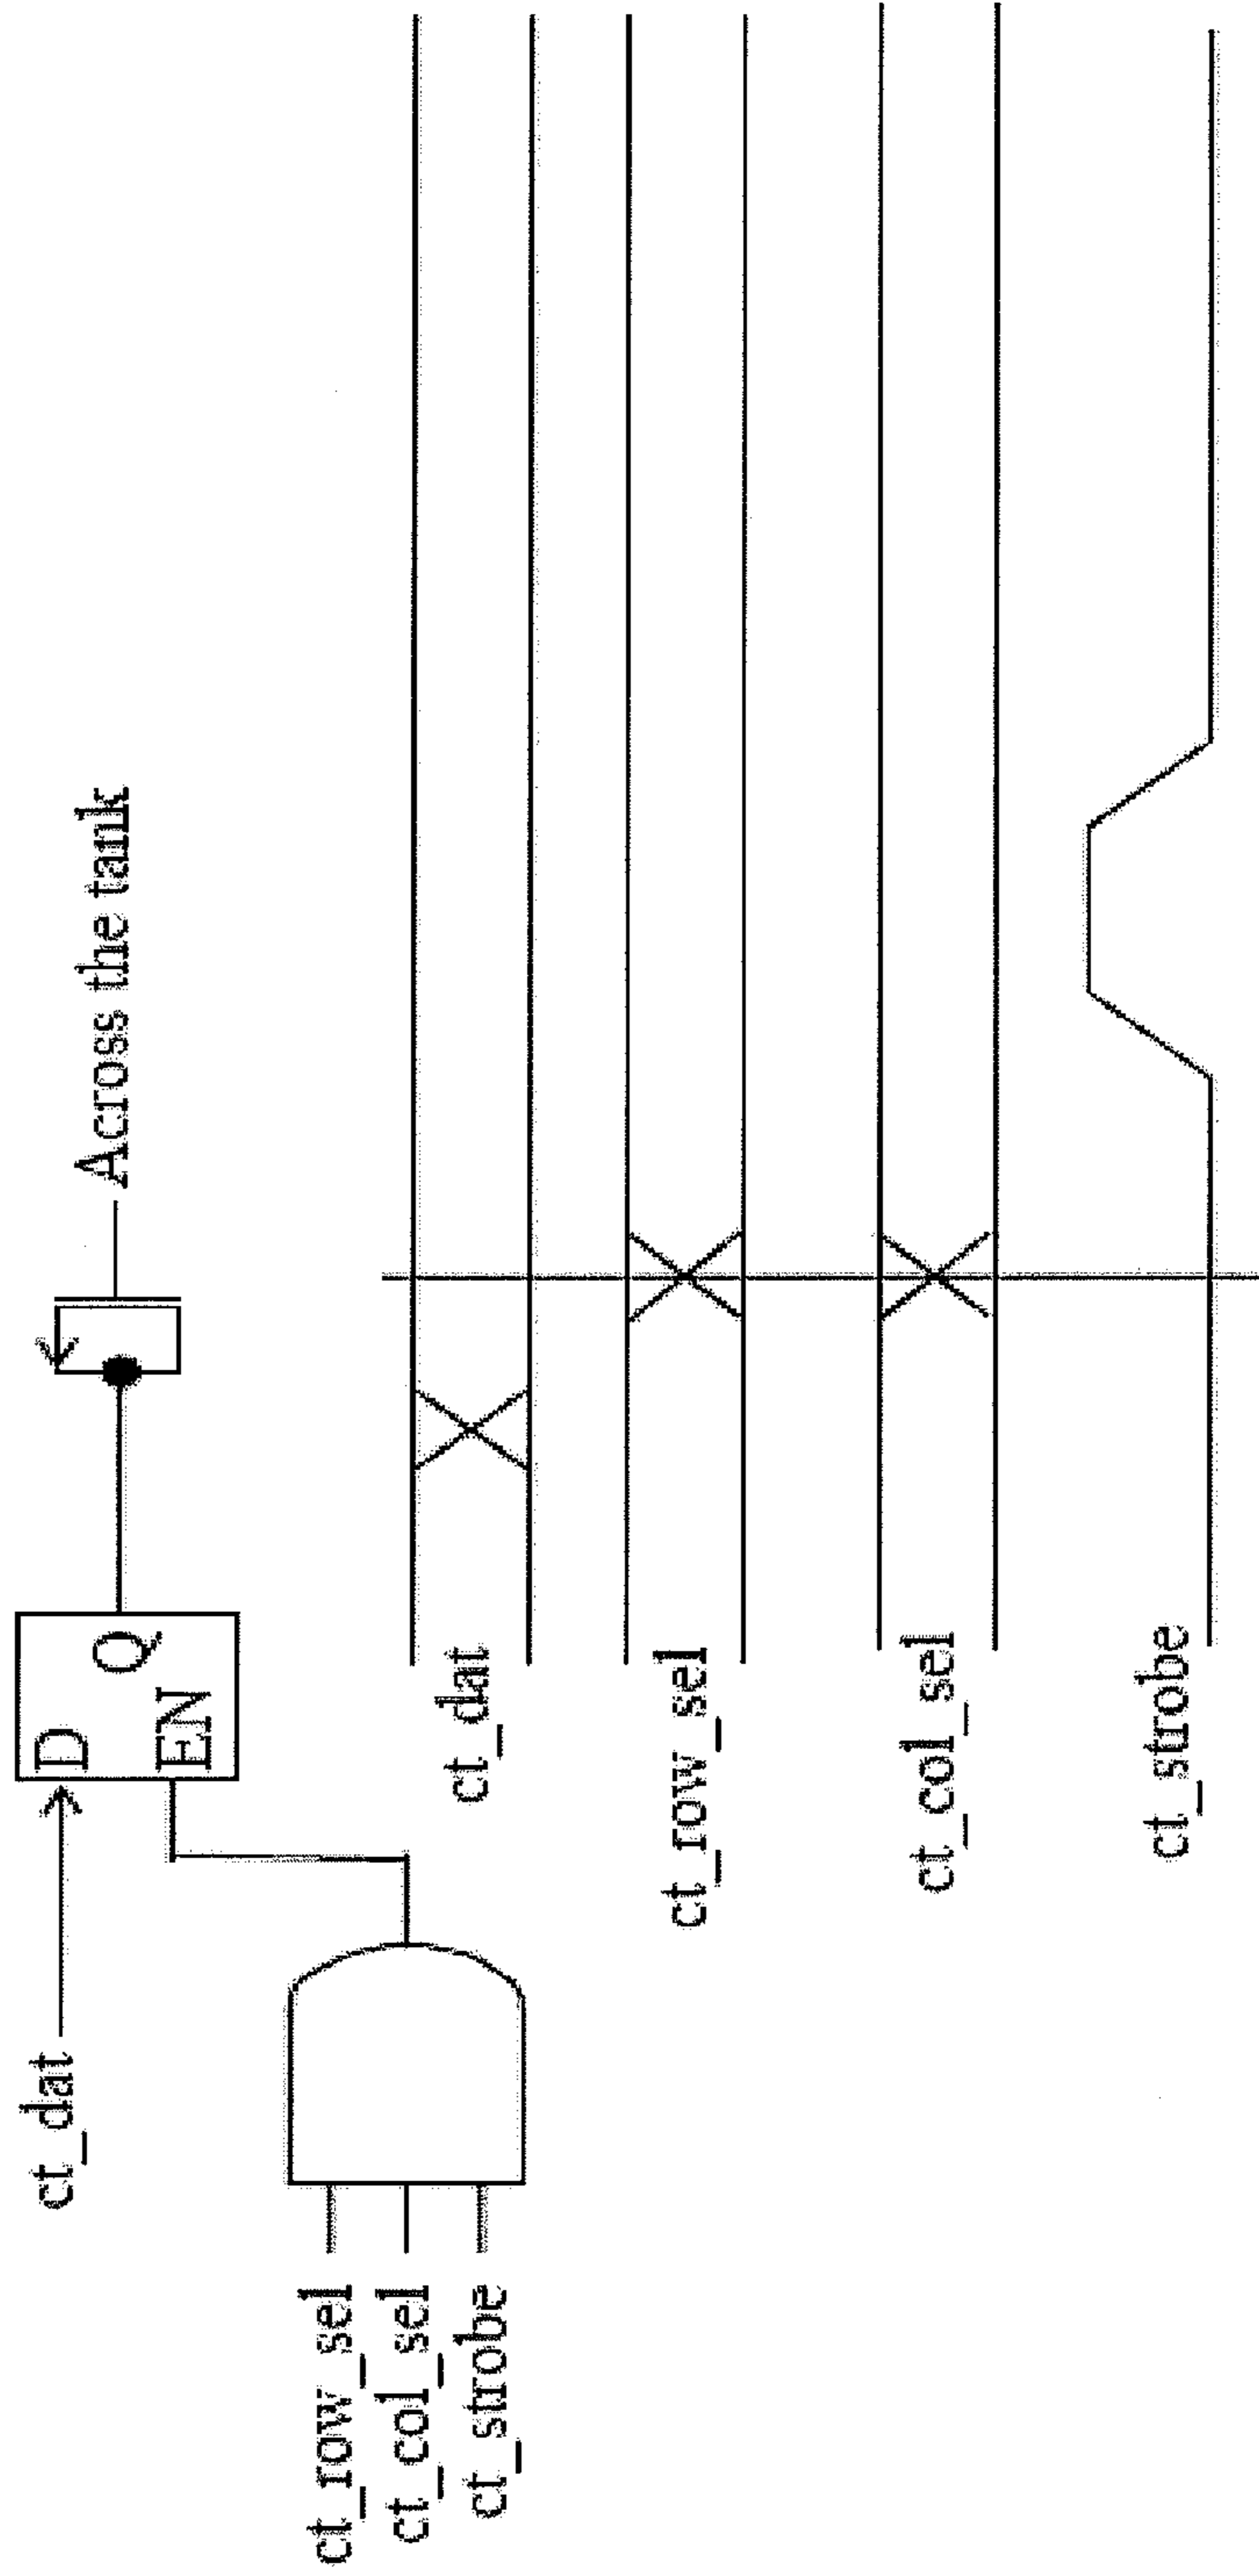 ct_dat
D
Q
EN
Across the tank
ct_row_sel
ct_col_sel
ct_strobe
ct_dat
ct_row_sel
ct_col_sel
ct_strobe